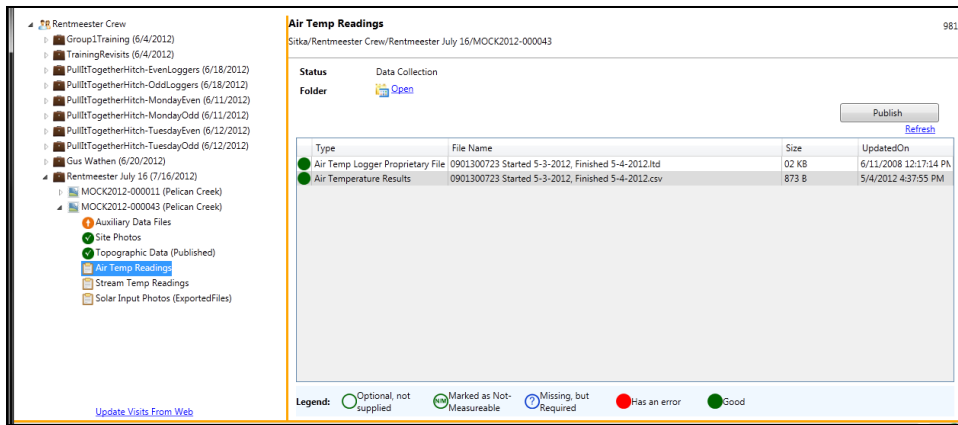 Rentmeester Crew
Group1Training (6/4/2012)
TrainingRevisits (6/4/2012)
PullItTogetherHitch-EvenLoggers (6/18/2012)
PullItTogetherHitch-OddLoggers (6/18/2012)
PullItTogetherHitch-MondayEven (6/11/2012)
PullItTogetherHitch-MondayOdd (6/11/2012)
PullItTogetherHitch-TuesdayEven (6/12/2012)
PullItTogetherHitch-TuesdayOdd (6/12/2012)
Gus Wathen (6/20/2012)
Rentmeester July 16 (7/16/2012)
MOCK2012-000011 (Pelican Creek)
MOCK2012-000043 (Pelican Creek)
Auxiliary Data Files
Site Photos
Topographic Data (Published)
Air Temp Readings
Stream Temp Readings
Solar Input Photos (ExportedFiles)
Update Visits From Web
Air Temp Readings 981
Sitka/Rentmeester Crew/Rentmeester July 16/MOCK2012-000043
Status Data Collection
Folder Open
Publish
Refresh
Type File Name Size UpdatedOn
Air Temp Logger Proprietary File 0901300723 Started 5-3-2012, Finished 5-4-2012.ltd 02 KB 6/11/2008 12:17:14 PM
Air Temperature Results 0901300723 Started 5-3-2012, Finished 5-4-2012.csv 873 B 5/4/2012 4:37:55 PM
Legend: Optional, not supplied N/M Marked as Not-Measureable ? Missing, but Required Has an error Good